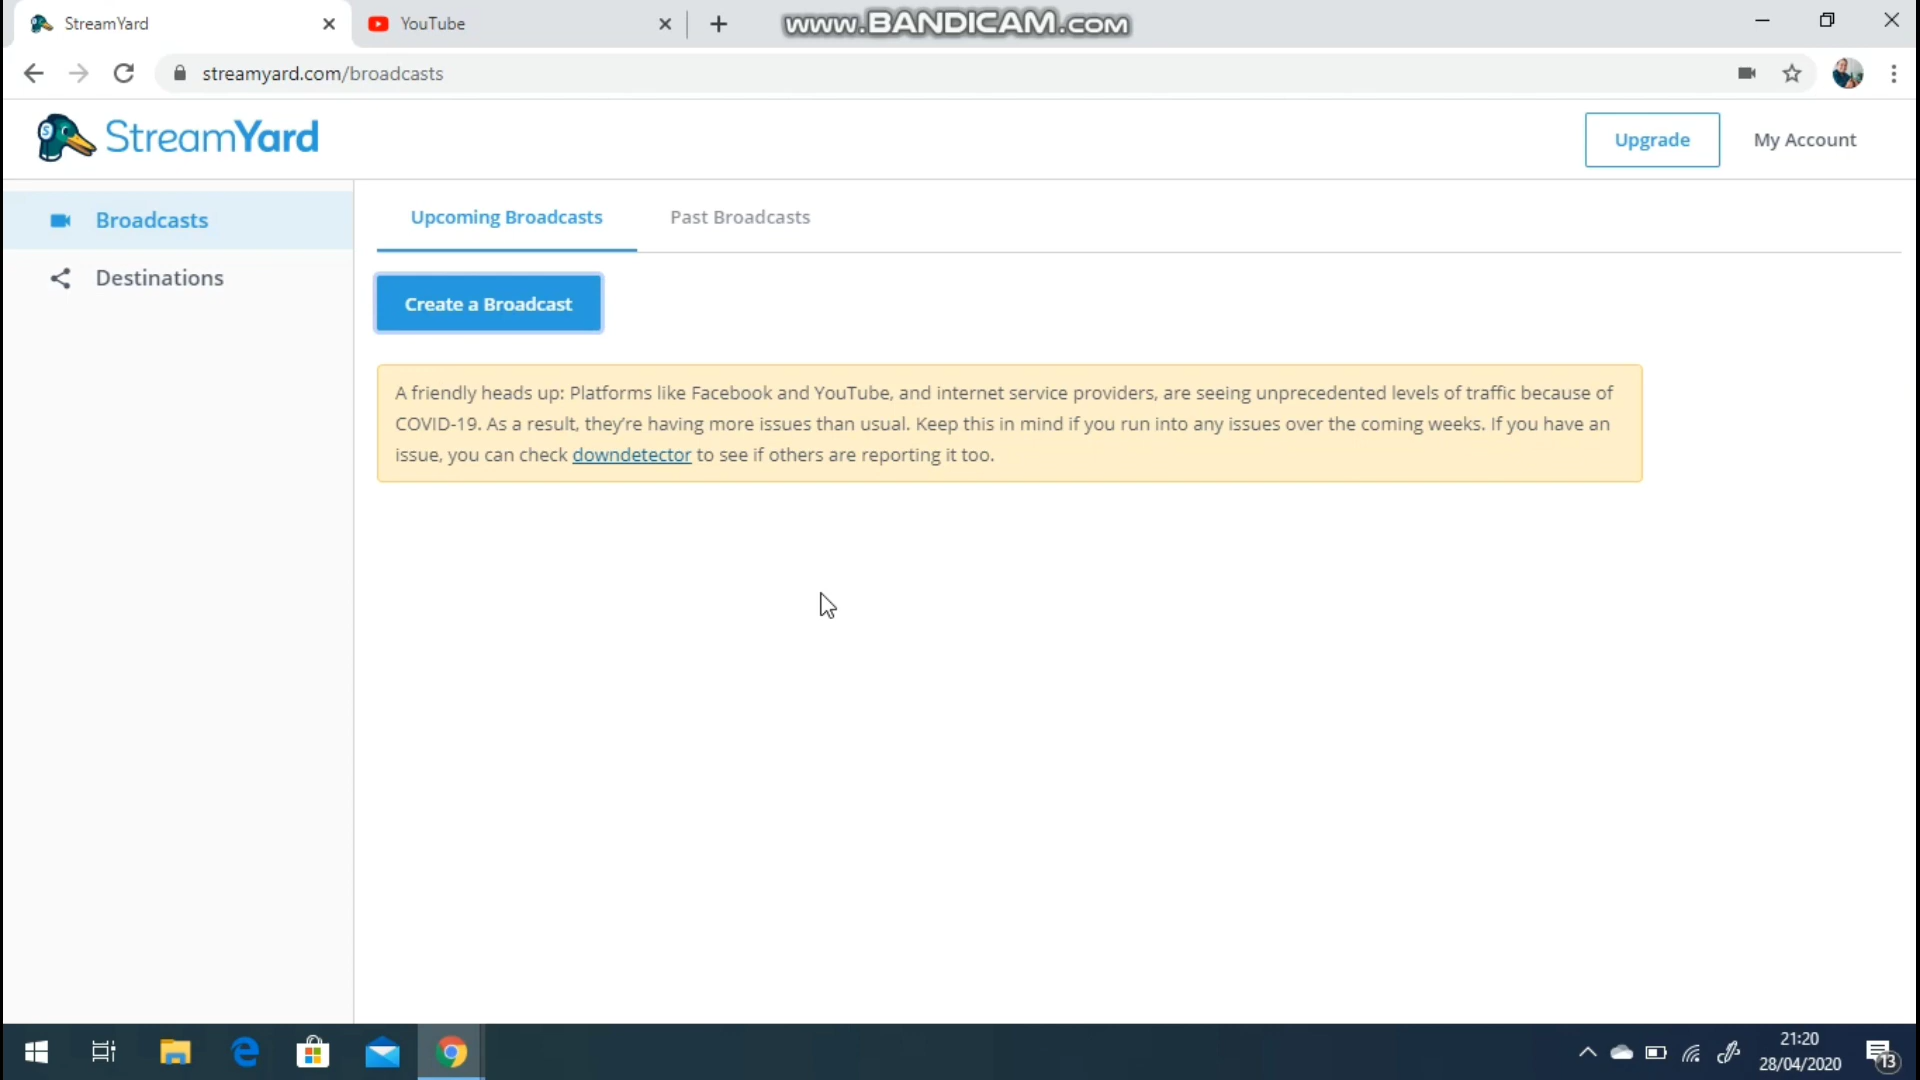 StreamYard
YouTube
www.BANDICAM.com
streamyard.com/broadcasts
StreamYard
Upgrade
My Account
Broadcasts
Destinations
Upcoming Broadcasts
Past Broadcasts
Create a Broadcast
A friendly heads up: Platforms like Facebook and YouTube, and internet service providers, are seeing unprecedented levels of traffic because of
COVID-19. As a result, they’re having more issues than usual. Keep this in mind if you run into any issues over the coming weeks. If you have an
issue, you can check downdetector to see if others are reporting it too.
21:20
28/04/2020
13